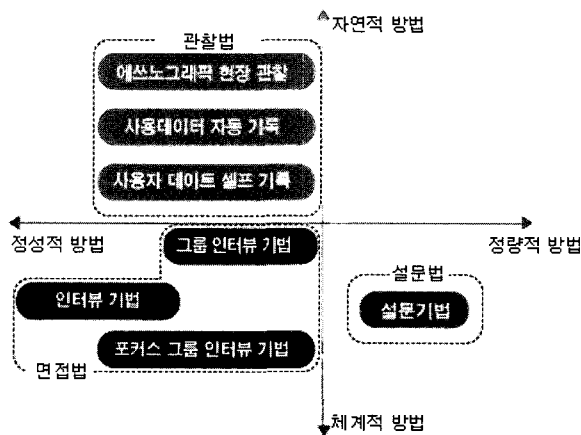 자연적 방법
관찰법
에쓰노그래픽 현장 관찰
사용데이터 자동 기록
사용자 데이트 셀프 기록
정성적 방법
정량적 방법
그룹 인터뷰 기법
설문법
인터뷰 기법
설문기법
포커스 그룹 인터뷰 기법
면접법
체계적 방법